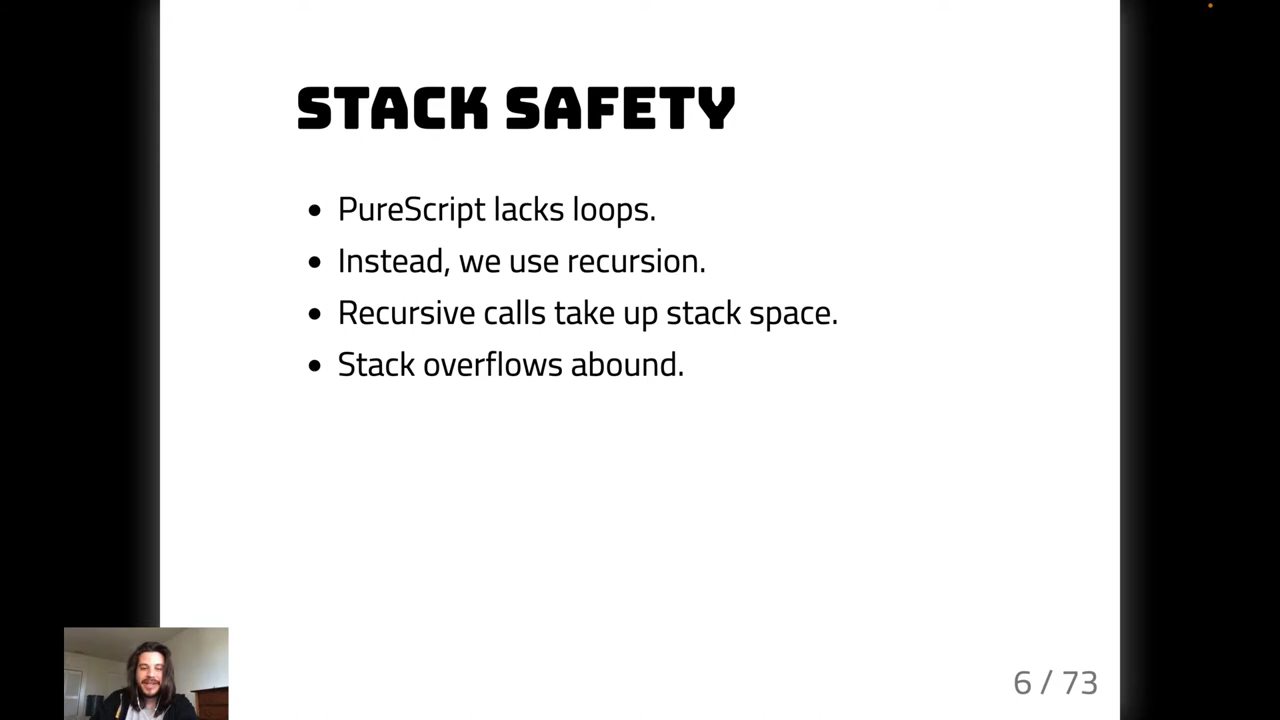 STACK SAFETY
PureScript lacks loops.
Instead, we use recursion.
Recursive calls take up stack space.
Stack overflows abound.
6 / 73